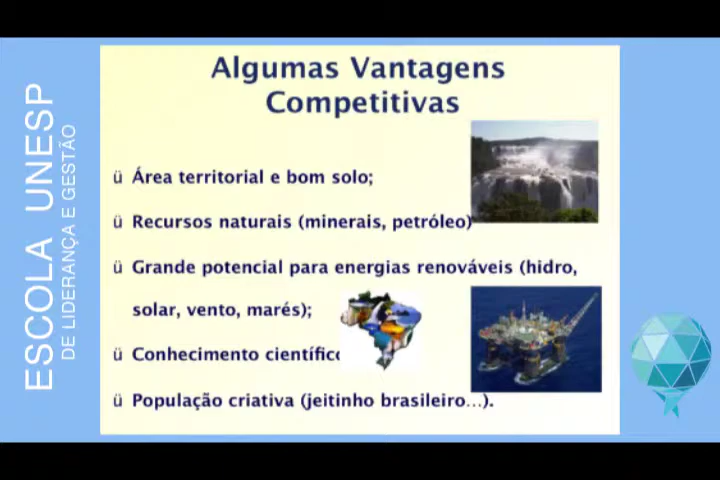 ESCOLA UNESP
DE LIDERANÇA E GESTÃO
Algumas Vantagens
Competitivas
ü Área territorial e bom solo;
ü Recursos naturais (minerais, petróleo)
ü Grande potencial para energias renováveis (hidro,
solar, vento, marés);
ü Conhecimento científic
ü População criativa (jeitinho brasileiro...).